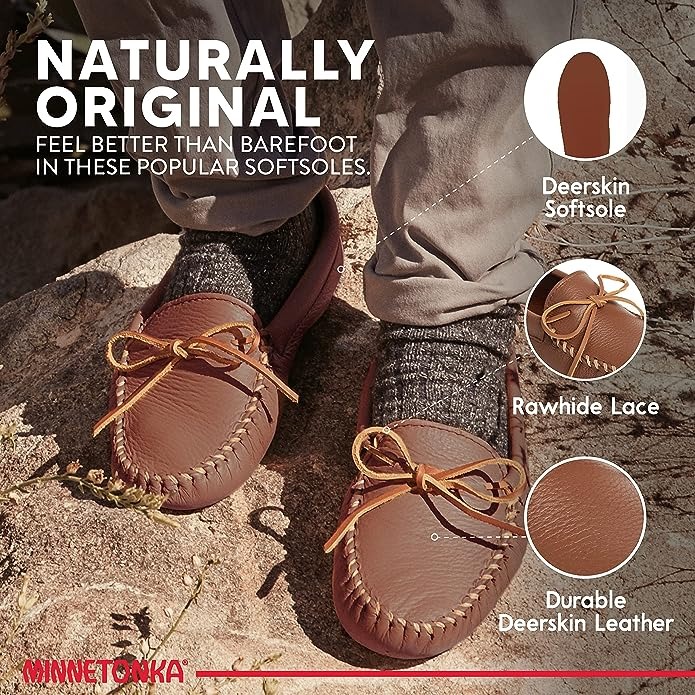 NATURALLY
ORIGINAL
FEEL BETTER THAN BAREFOOT
IN THESE POPULAR SOFTSOLES.
Deerskin
Softsole
Rawhide Lace
Durable
Deerskin Leather
MINNETONKA®